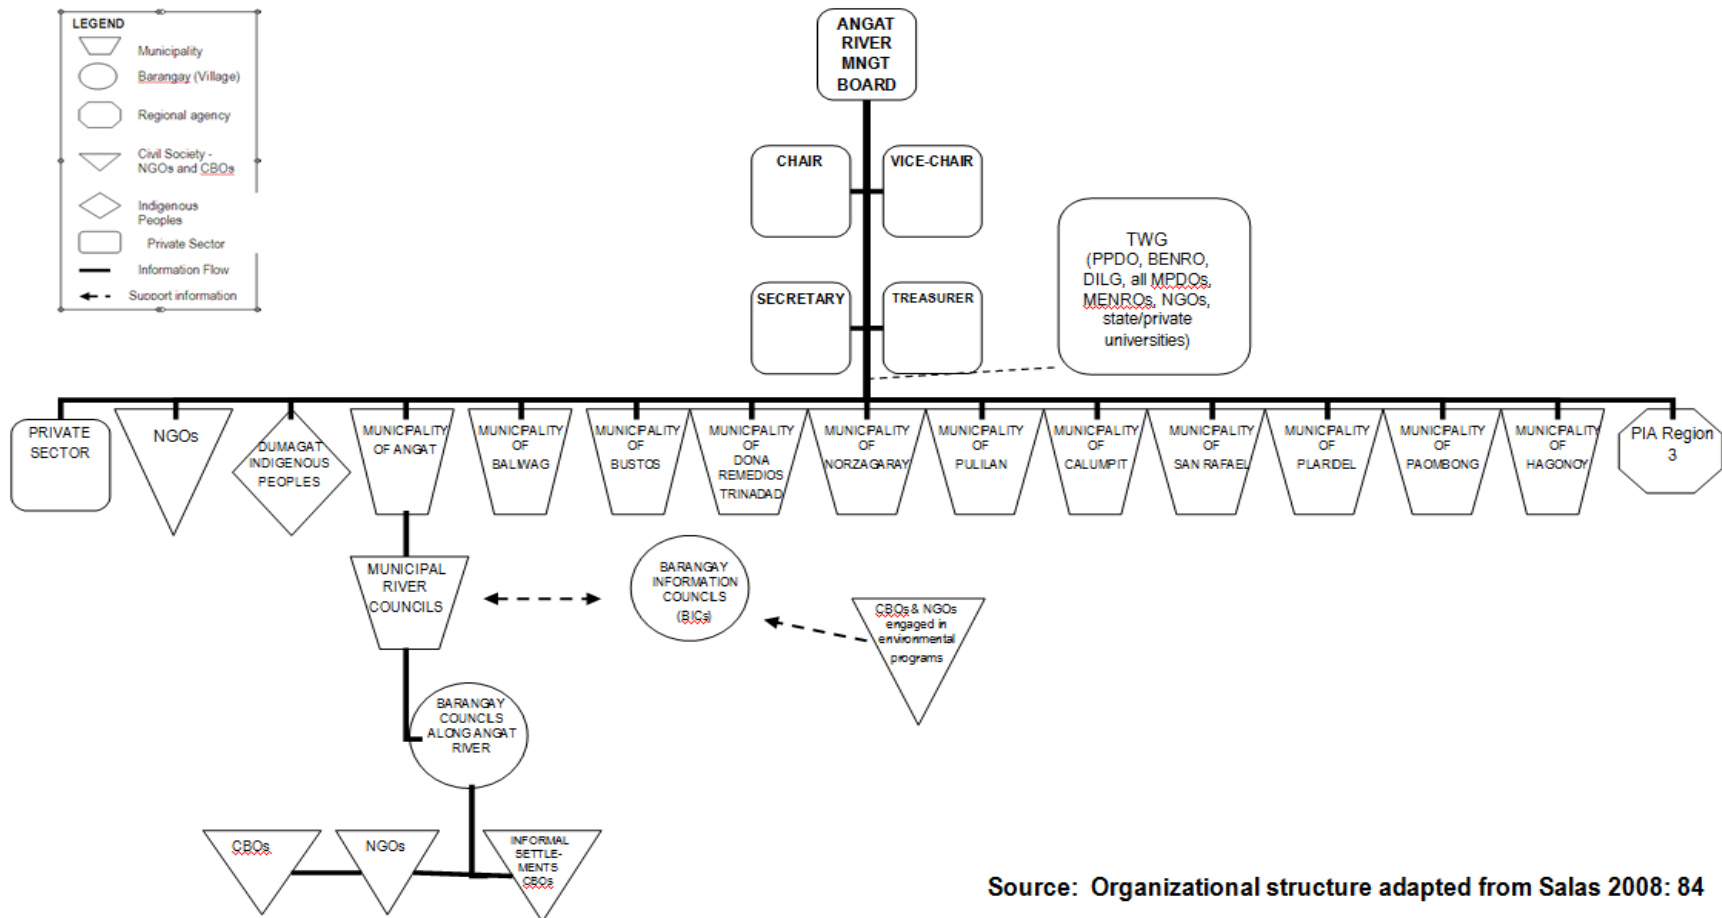 LEGEND
Municipality
Barangay (Village)
Regional agency
Civil Society -
NGOs and CBOs
Indigenous
Peoples
Private Sector
Information Flow
Support information
ANGAT
RIVER
MNGT
BOARD
CHAIR
VICE-CHAIR
SECRETARY
TREASURER
TWG
(PPDO, BENRO,
DILG, all MPDOs,
MENROs, NGOs,
state/private
universities)
PRIVATE
SECTOR
NGOs
DUMAGAT
INDIGENOUS
PEOPLES
MUNICIPALITY
OF ANGAT
MUNICIPALITY
OF
BALIWAG
MUNICIPALITY
OF
BUSTOS
MUNICIPALITY
OF
DONA
REMEDIOS
TRINADAD
MUNICIPALITY
OF
NORZAGARAY
MUNICIPALITY
OF
PULILAN
MUNICIPALITY
OF
CALUMPIT
MUNICIPALITY
OF
SAN RAFAEL
MUNICIPALITY
OF
PLARIDEL
MUNICIPALITY
OF
PAOMBONG
MUNICIPALITY
OF
HAGONOY
PIA Region
3
MUNICIPAL
RIVER
COUNCILS
BARANGAY
INFORMATION
COUNCILS
(BICs)
CBOs & NGOs
engaged in
environmental
programs
BARANGAY
COUNCILS
ALONG ANGAT
RIVER
CBOs
NGOs
INFORMAL
SETTLE-
MENTS
CBOs
Source: Organizational structure adapted from Salas 2008: 84